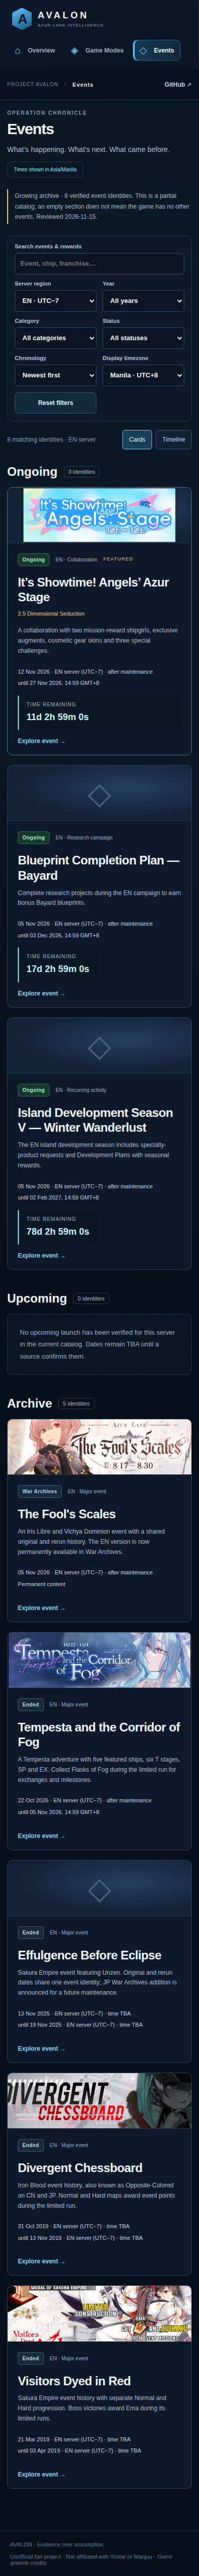 AVALON
AZUR LANE INTELLIGENCE
Overview
Game Modes
Events
PROJECT AVALON / Events
GitHub ↗
OPERATION CHRONICLE
Events
What's happening. What's next. What came before.
Times shown in Asia/Manila
Growing archive · 8 verified event identities. This is a partial
catalog; an empty section does not mean the game has no other
events. Reviewed 2026-11-15.
Search events & rewards
Event, ship, franchise…
Server region
Year
EN · UTC−7
All years
Category
Status
All categories
All statuses
Chronology
Display timezone
Newest first
Manila · UTC+8
Reset filters
8 matching identities · EN server
Cards
Timeline
Ongoing
3 identities
Angels' Stage
Ongoing
EN · Collaboration
FEATURED
It's Showtime! Angels' Azur
Stage
2.5 Dimensional Seduction
A collaboration with two mission-reward shipgirls, exclusive
augments, cosmetic gear skins and three special
challenges.
12 Nov 2026 · EN server (UTC−7) · after maintenance
until 27 Nov 2026, 14:59 GMT+8
TIME REMAINING
11d 2h 59m 0s
Explore event →
Ongoing
EN · Research campaign
Blueprint Completion Plan —
Bayard
Complete research projects during the EN campaign to earn
bonus Bayard blueprints.
05 Nov 2026 · EN server (UTC−7) · after maintenance
until 03 Dec 2026, 14:59 GMT+8
TIME REMAINING
17d 2h 59m 0s
Explore event →
Ongoing
EN · Recurring activity
Island Development Season
V — Winter Wanderlust
The EN island development season includes specialty-
product requests and Development Plans with seasonal
rewards.
05 Nov 2026 · EN server (UTC−7) · after maintenance
until 02 Feb 2027, 14:59 GMT+8
TIME REMAINING
78d 2h 59m 0s
Explore event →
Upcoming
0 identities
No upcoming launch has been verified for this server
in the current catalog. Dates remain TBA until a
source confirms them.
Archive
5 identities
AZUR LANE
The Fool's Scales
8.17 – 8.30
War Archives
EN · Major event
The Fool's Scales
An Iris Libre and Vichya Dominion event with a shared
original and rerun history. The EN version is now
permanently available in War Archives.
05 Nov 2026 · EN server (UTC−7) · after maintenance
Permanent content
Explore event →
10/22 - 11/4
Tempesta and the Corridor of Fog
Ended
EN · Major event
Tempesta and the Corridor of
Fog
A Tempesta adventure with five featured ships, six T stages,
SP and EX. Collect Flasks of Fog during the limited run for
exchanges and milestones.
22 Oct 2026 · EN server (UTC−7) · after maintenance
until 05 Nov 2026, 14:59 GMT+8
Explore event →
Ended
EN · Major event
Effulgence Before Eclipse
Sakura Empire event featuring Unzen. Original and rerun
dates share one event identity; JP War Archives addition is
announced for a future maintenance.
13 Nov 2025 · EN server (UTC−7) · time TBA
until 19 Nov 2025 · EN server (UTC−7) · time TBA
Explore event →
DIVERGENT
CHESSBOARD
Ended
EN · Major event
Divergent Chessboard
Iron Blood event history, also known as Opposite-Colored
on CN and JP. Normal and Hard maps award event points
during the limited run.
31 Oct 2019 · EN server (UTC−7) · time TBA
until 13 Nov 2019 · EN server (UTC−7) · time TBA
Explore event →
MEDAL OF SAKURA EMPIRE
LIMITED
CONSTRUCTION
Visitors
Dyed in Red
Ended
EN · Major event
Visitors Dyed in Red
Sakura Empire event history with separate Normal and
Hard progression. Boss victories award Ema during its
limited runs.
21 Mar 2019 · EN server (UTC−7) · time TBA
until 03 Apr 2019 · EN server (UTC−7) · time TBA
Explore event →
AVALON · Evidence over assumption.
Unofficial fan project · Not affiliated with Yostar or Manjuu · Game
artwork credits